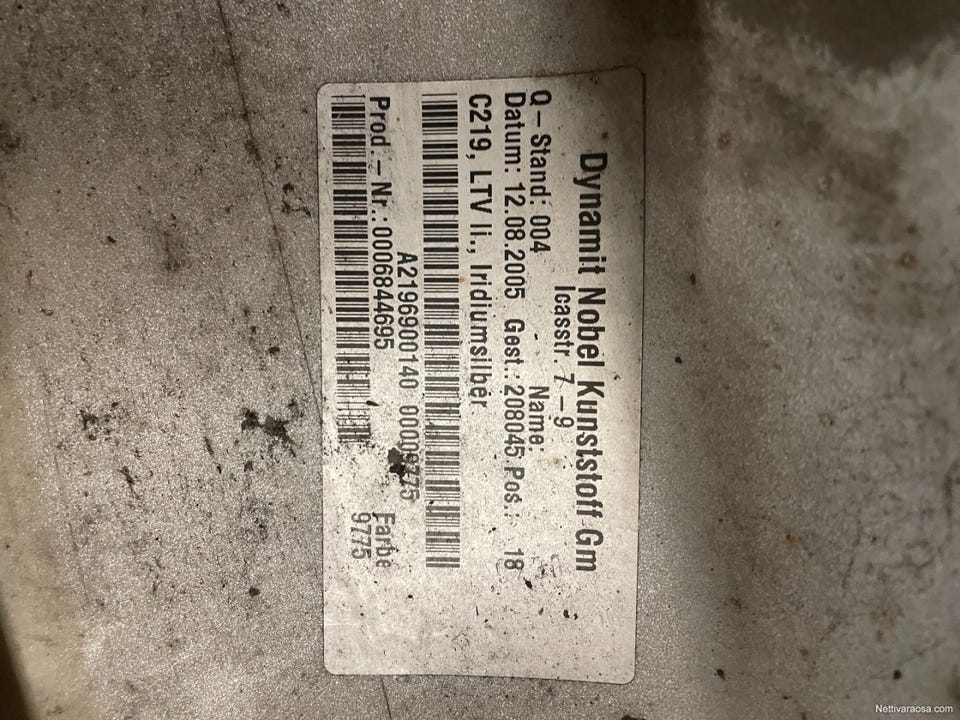 Dynamit Nobel Kunststoff Gm
Icasstr. 7-9
Q-Stand: 004 - Name:
Datum: 12.08.2005 Gest.: 208045 Pos.: 18
C219, LTV li., Iridiumsilber
A2196900140 00009775
Prod.-Nr.: 0006844695 Farbe
9775
Nettivaraosa.com